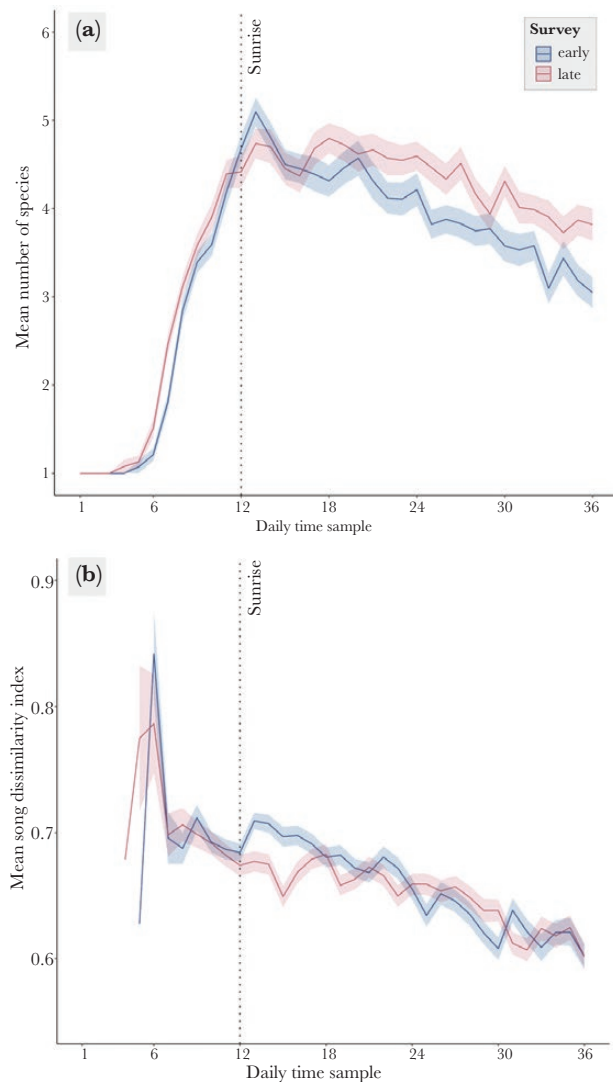 (a)
Sunrise
Survey
early
late
6
5
4
3
2
1
Mean number of species
1 6 12 18 24 30 36
Daily time sample
(b)
Sunrise
0.9
0.8
0.7
0.6
Mean song dissimilarity index
1 6 12 18 24 30 36
Daily time sample